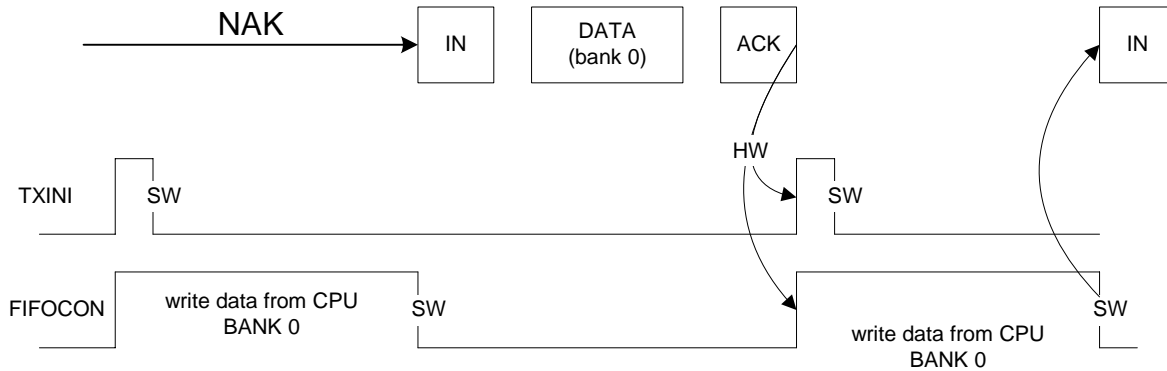 NAK
IN
DATA
(bank 0)
ACK
IN
HW
TXINI
SW
SW
FIFOCON
write data from CPU
BANK 0
SW
write data from CPU
BANK 0
SW